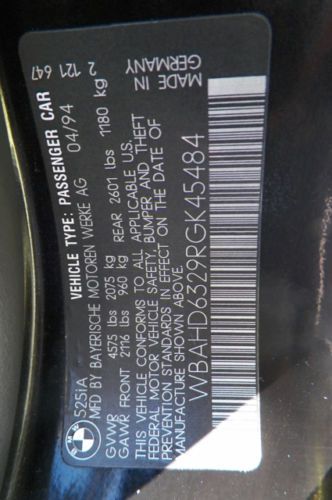 BMW
525iA
VEHICLE TYPE: PASSENGER CAR
MFD BY BAYERISCHE MOTOREN WERKE AG 04/94
GVWR 4575 lbs 2075 kg
GAWR FRONT 2116 lbs 960 kg REAR 2601 lbs 1180 kg
THIS VEHICLE CONFORMS TO ALL APPLICABLE U.S.
FEDERAL MOTOR VEHICLE SAFETY, BUMPER AND THEFT
PREVENTION STANDARDS IN EFFECT ON THE DATE OF
MANUFACTURE SHOWN ABOVE.
WBAHD6329RGK45484
2 121 647
MADE IN
GERMANY